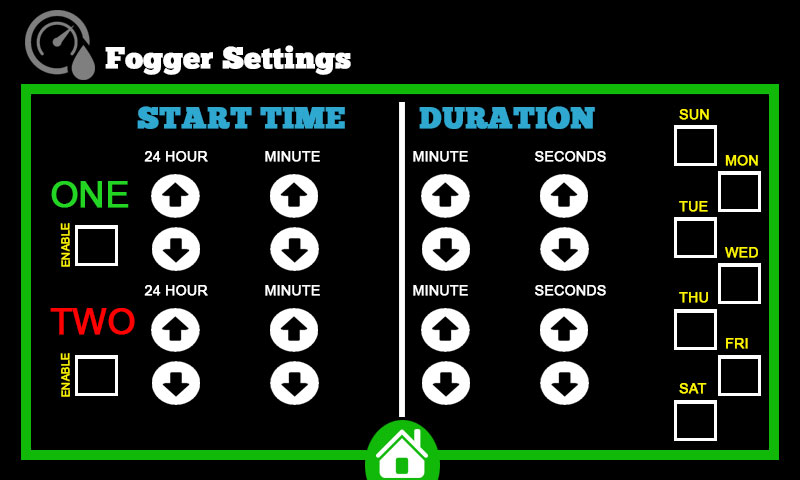 Fogger Settings
START TIME DURATION
24 HOUR MINUTE MINUTE SECONDS
ONE
ENABLE
24 HOUR MINUTE MINUTE SECONDS
TWO
ENABLE
SUN
MON
TUE
WED
THU
FRI
SAT